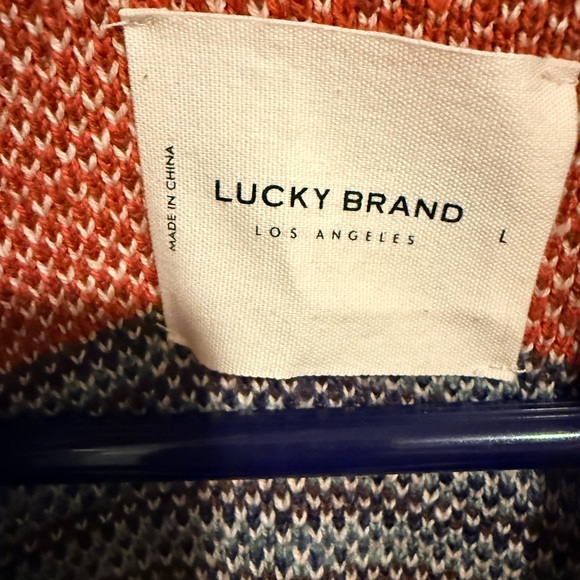 MADE IN CHINA
LUCKY BRAND
LOS ANGELES
L